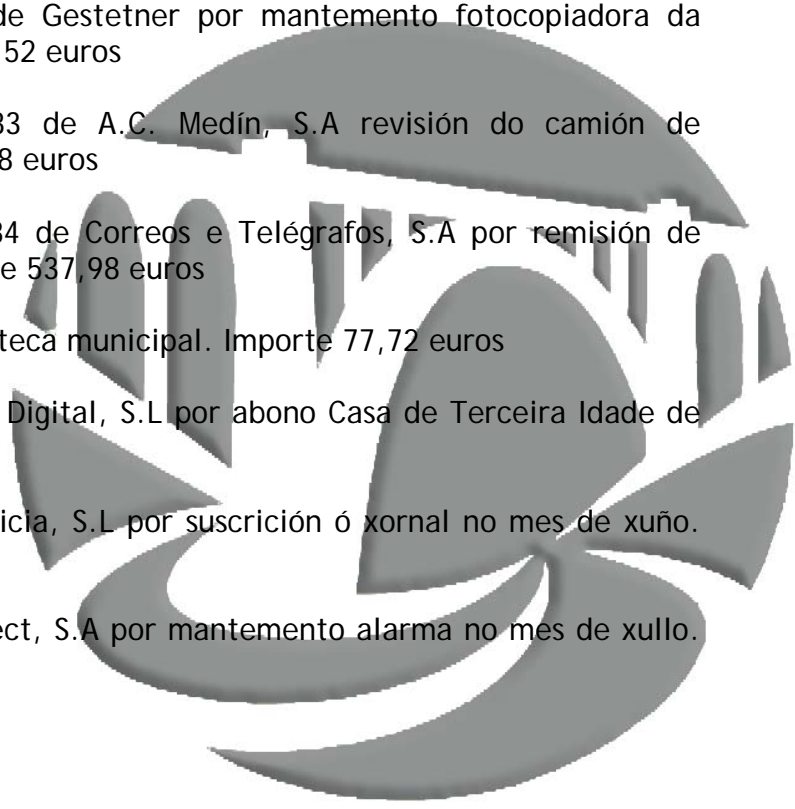 de Gestetner por mantemento fotocopiadora da
52 euros
33 de A.C. Medín, S.A revisión do camión de
8 euros
34 de Correos e Telégrafos, S.A por remisión de
e 537,98 euros
teca municipal. Importe 77,72 euros
Digital, S.L por abono Casa de Terceira Idade de
icia, S.L por suscrición ó xornal no mes de xuño.
ect, S.A por mantemento alarma no mes de xullo.